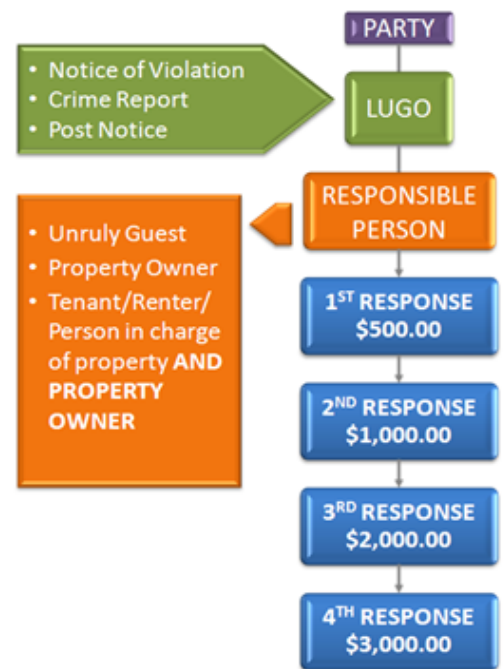 PARTY
• Notice of Violation
• Crime Report
• Post Notice
LUGO
RESPONSIBLE
PERSON
• Unruly Guest
• Property Owner
• Tenant/Renter/
Person in charge
of property AND
PROPERTY
OWNER
1ST RESPONSE
$500.00
2ND RESPONSE
$1,000.00
3RD RESPONSE
$2,000.00
4TH RESPONSE
$3,000.00